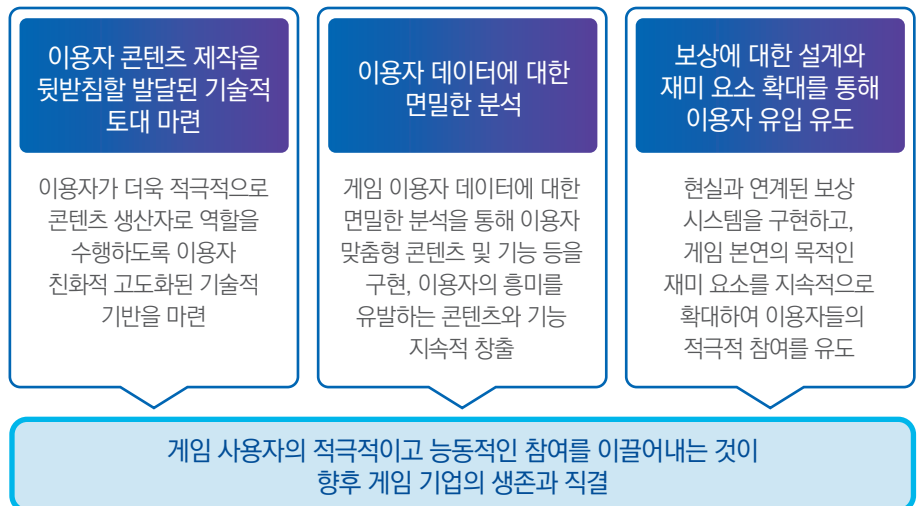 이용자 콘텐츠 제작을
뒷받침할 발달된 기술적
토대 마련
이용자가 더욱 적극적으로
콘텐츠 생산자로 역할을
수행하도록 이용자
친화적 고도화된 기술적
기반을 마련
이용자 데이터에 대한
면밀한 분석
게임 이용자 데이터에 대한
면밀한 분석을 통해 이용자
맞춤형 콘텐츠 및 기능 등을
구현, 이용자의 흥미를
유발하는 콘텐츠와 기능
지속적 창출
보상에 대한 설계와
재미 요소 확대를 통해
이용자 유입 유도
현실과 연계된 보상
시스템을 구현하고,
게임 본연의 목적인
재미 요소를 지속적으로
확대하여 이용자들의
적극적 참여를 유도
게임 사용자의 적극적이고 능동적인 참여를 이끌어내는 것이
향후 게임 기업의 생존과 직결